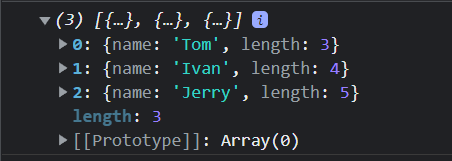 ▼(3) [{…}, {…}, {…}] i
▶0: {name: 'Tom', length: 3}
▶1: {name: 'Ivan', length: 4}
▶2: {name: 'Jerry', length: 5}
length: 3
▶[[Prototype]]: Array(0)